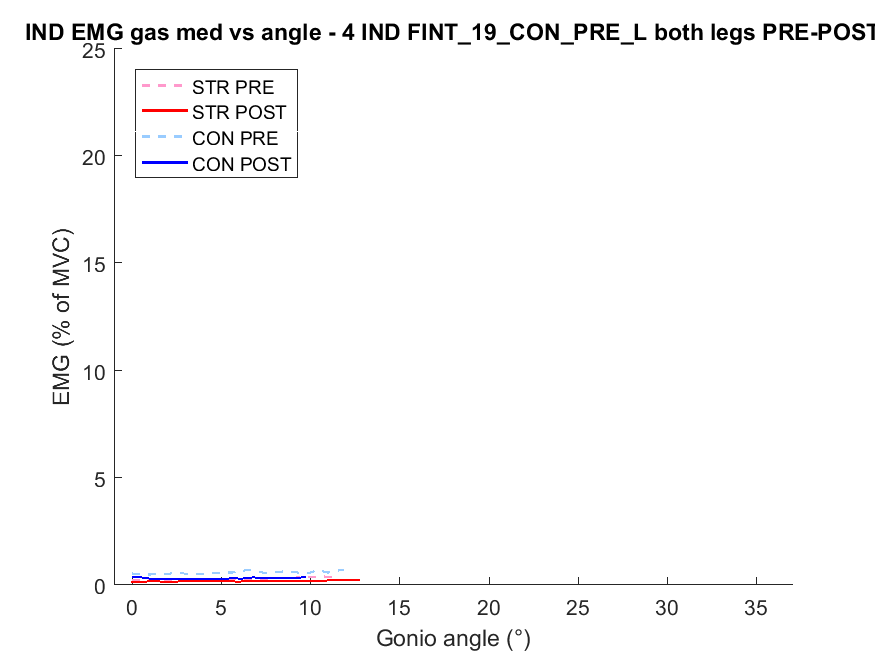 IND EMG gas med vs angle - 4 IND FINT_19_CON_PRE_L both legs PRE-POST
25
20
15
10
5
0
EMG (% of MVC)
STR PRE
STR POST
CON PRE
CON POST
0 5 10 15 20 25 30 35
Gonio angle (°)